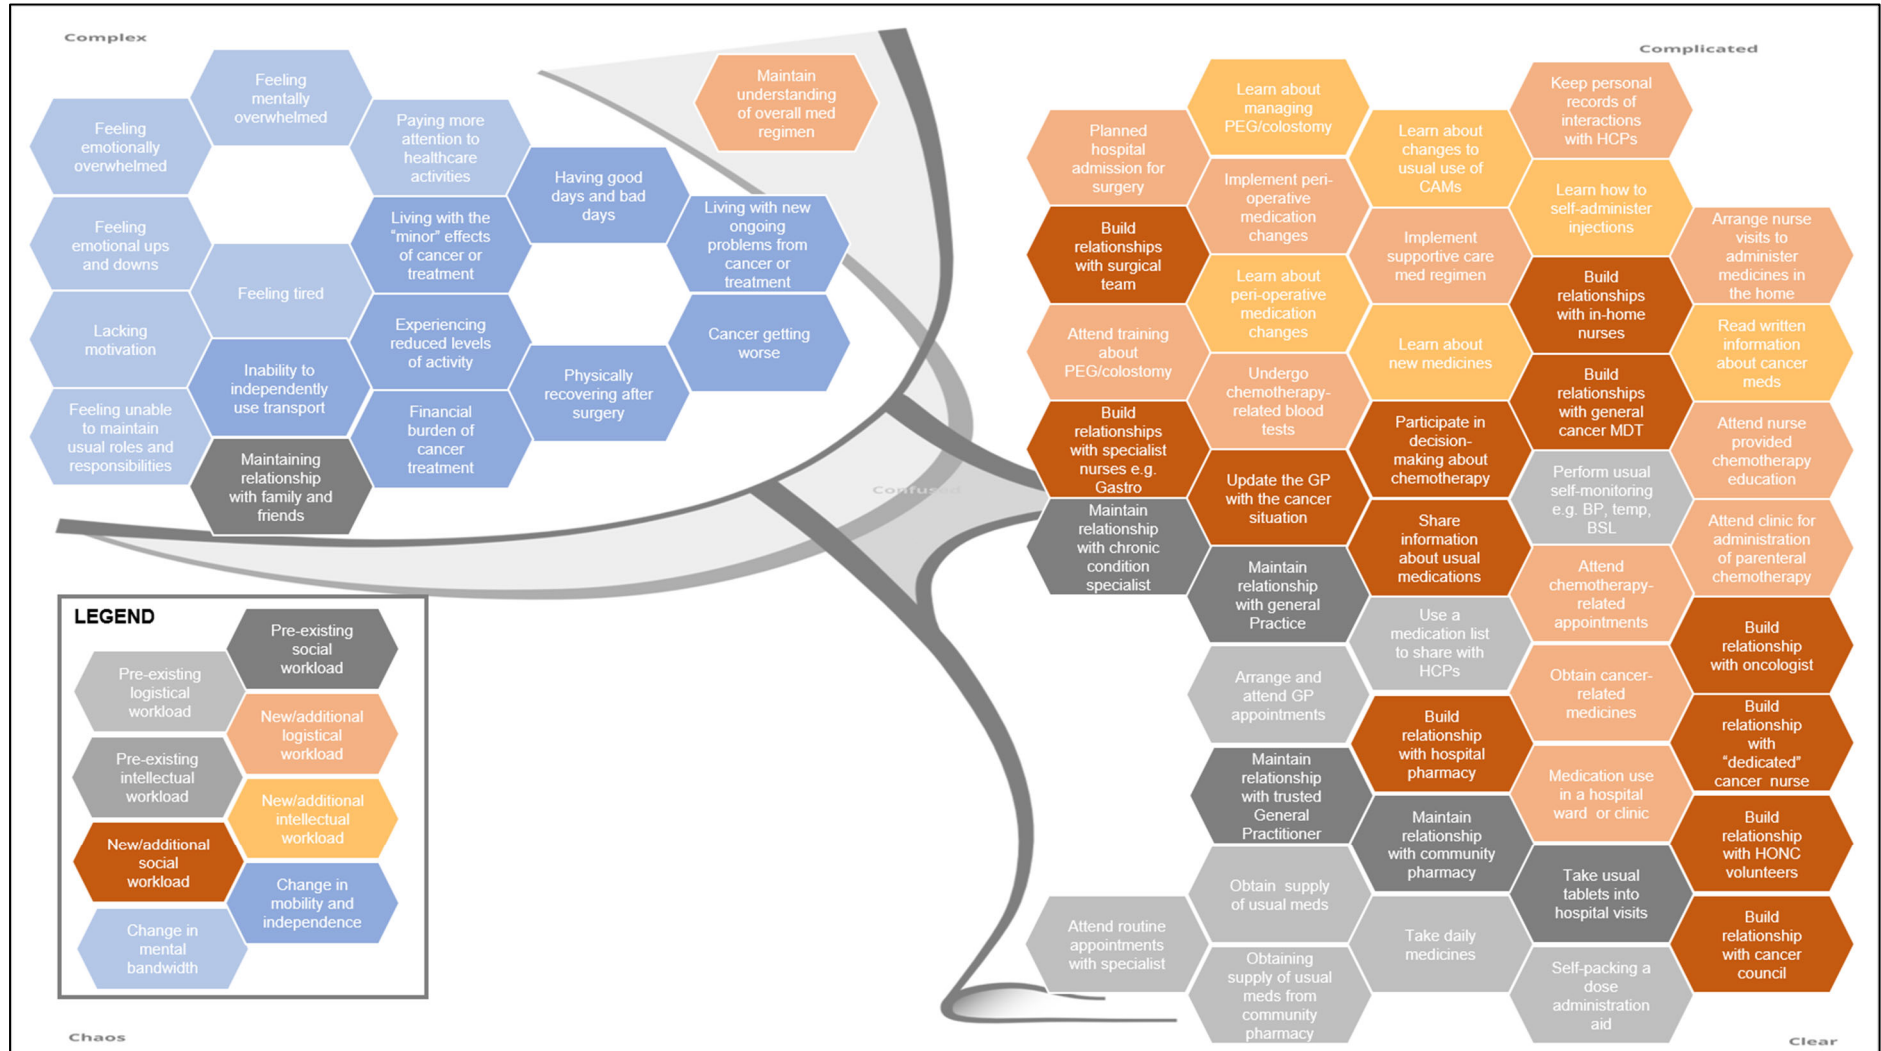 Complex
Complicated
Feeling
mentally
overwhelmed
Feeling
emotionally
overwhelmed
Paying more
attention to
healthcare
activities
Having good
days and bad
days
Living with the
“minor” effects
of cancer or
treatment
Living with new
ongoing
problems from
cancer or
treatment
Feeling
emotional ups
and downs
Feeling tired
Lacking
motivation
Experiencing
reduced levels
of activity
Cancer getting
worse
Inability to
independently
use transport
Physically
recovering after
surgery
Feeling unable
to maintain
usual roles and
responsibilities
Financial
burden of
cancer
treatment
Maintaining
relationship
with family and
friends
Maintain
understanding
of overall med
regimen
Confused
Planned
hospital
admission for
surgery
Build
relationships
with surgical
team
Attend training
about
PEG/colostomy
Build
relationships
with specialist
nurses e.g.
Gastro
Maintain
relationship
with chronic
condition
specialist
Attend routine
appointments
with specialist
Learn about
managing
PEG/colostomy
Implement peri-
operative
medication
changes
Learn about
peri-operative
medication
changes
Undergo
chemotherapy-
related blood
tests
Update the GP
with the cancer
situation
Maintain
relationship
with general
Practice
Arrange and
attend GP
appointments
Maintain
relationship
with trusted
General
Practitioner
Obtain supply
of usual meds
Obtaining
supply of usual
meds from
community
pharmacy
Learn about
changes to
usual use of
CAMs
Implement
supportive care
med regimen
Learn about
new medicines
Participate in
decision-
making about
chemotherapy
Share
information
about usual
medications
Use a
medication list
to share with
HCPs
Build
relationship
with hospital
pharmacy
Maintain
relationship
with community
pharmacy
Take daily
medicines
Keep personal
records of
interactions
with HCPs
Learn how to
self-administer
injections
Build
relationships
with in-home
nurses
Build
relationships
with general
cancer MDT
Perform usual
self-monitoring
e.g. BP, temp,
BSL
Attend
chemotherapy-
related
appointments
Obtain cancer-
related
medicines
Medication use
in a hospital
ward or clinic
Take usual
tablets into
hospital visits
Self-packing a
dose
administration
aid
Arrange nurse
visits to
administer
medicines in
the home
Read written
information
about cancer
meds
Attend nurse
provided
chemotherapy
education
Attend clinic for
administration
of parenteral
chemotherapy
Build
relationship
with oncologist
Build
relationship
with
“dedicated”
cancer nurse
Build
relationship
with HONC
volunteers
Build
relationship
with cancer
council
LEGEND
Pre-existing
social
workload
Pre-existing
logistical
workload
New/additional
logistical
workload
Pre-existing
intellectual
workload
New/additional
intellectual
workload
New/additional
social
workload
Change in
mobility and
independence
Change in
mental
bandwidth
Chaos
Clear